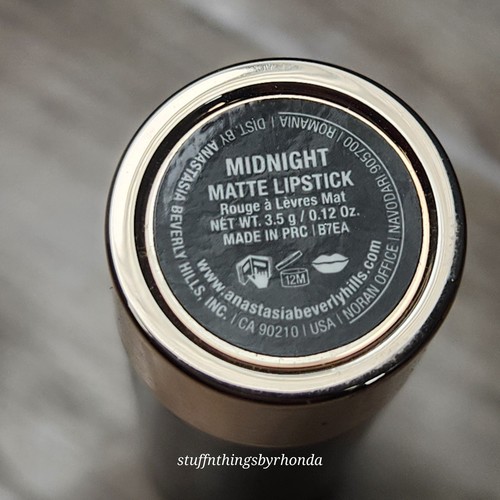 MIDNIGHT
MATTE LIPSTICK
Rouge à Lèvres Mat
NET WT. 3.5 g / 0.12 Oz.
MADE IN PRC | B7EA
12M
www.anastasiabeverlyhills.com
DIST. BY ANASTASIA BEVERLY HILLS, INC. | CA 90210 | USA | NORAN OFFICE | NAVODARI 905700 | ROMANIA |
stuffnthingsbyrhonda